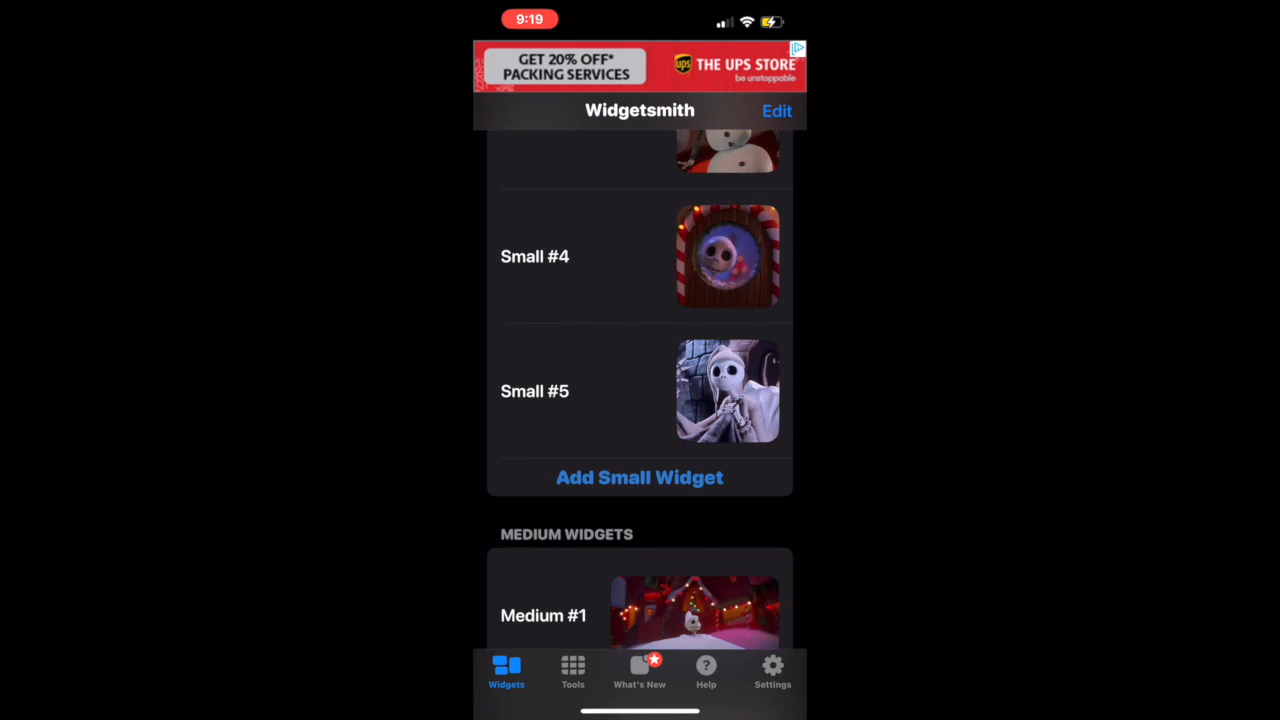 9:19
GET 20% OFF*
PACKING SERVICES
ups
THE UPS STORE
be unstoppable
Widgetsmith
Edit
Small #4
Small #5
Add Small Widget
MEDIUM WIDGETS
Medium #1
Widgets
Tools
What's New
Help
Settings